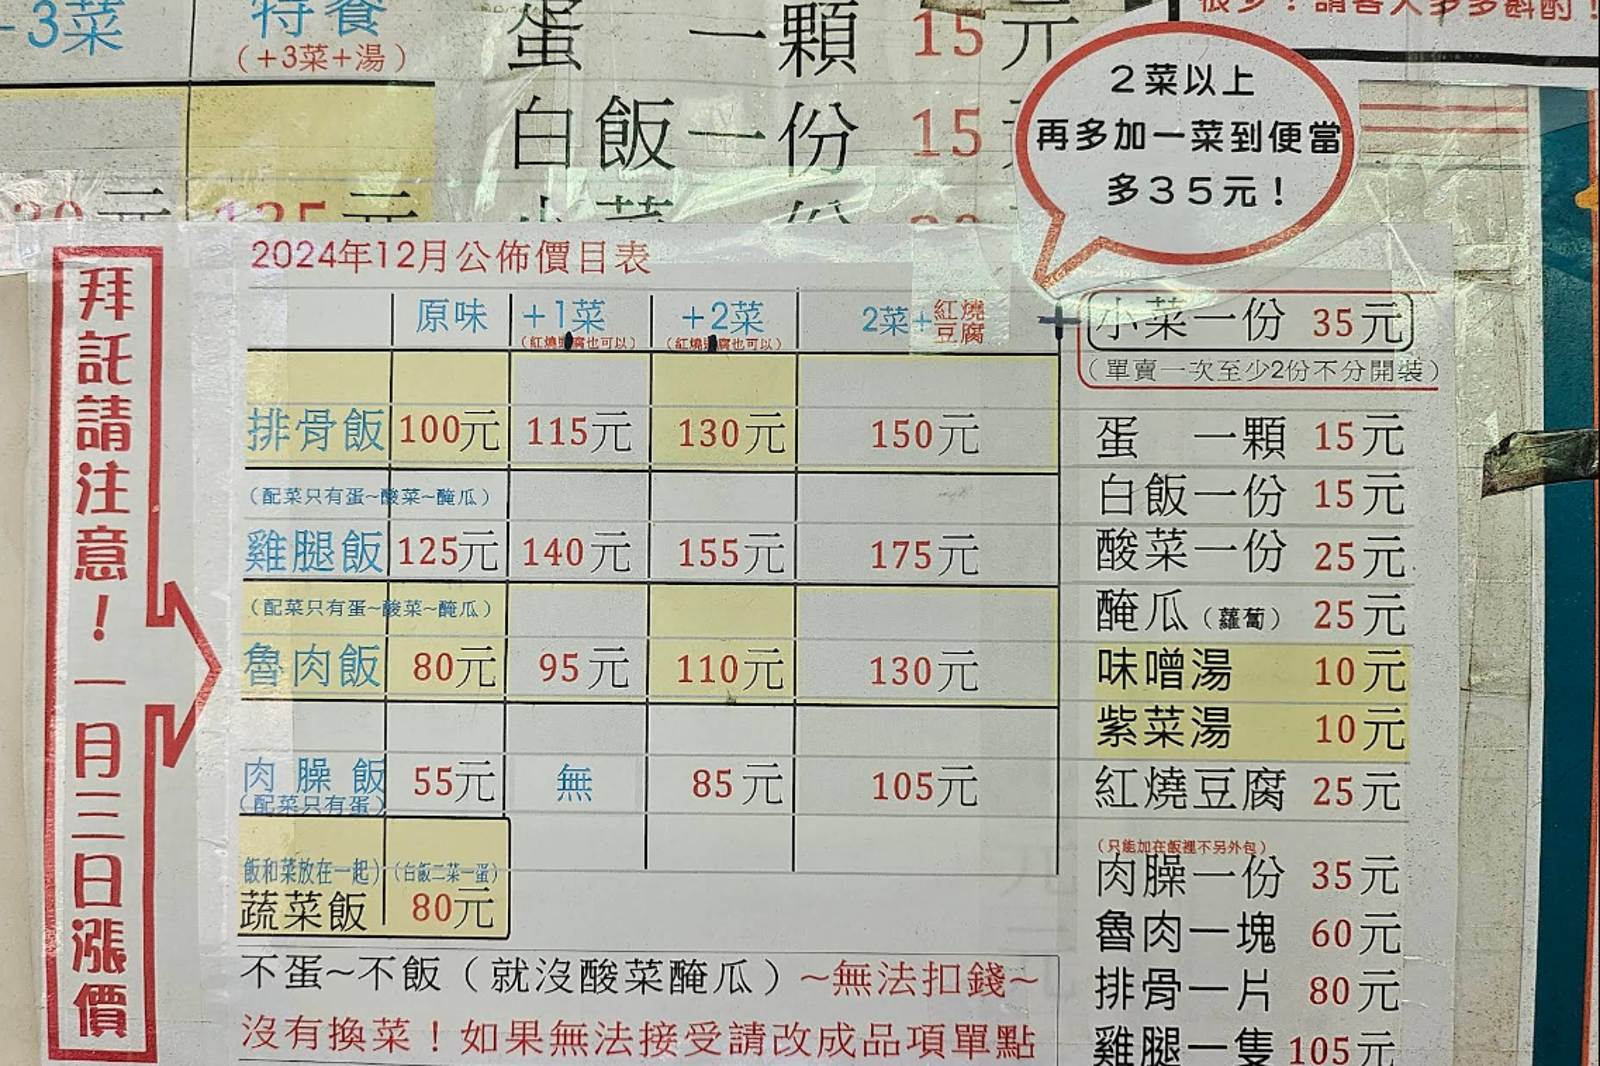 +3菜 特餐
(+3菜+湯)
蛋 一顆 15元
白飯一份 15
小菜一份
2菜以上
再多加一菜到便當
多35元!
拜託請注意!一月三日漲價
2024年12月公佈價目表
原味 +1菜 +2菜 2菜+紅燒豆腐
(紅燒豆腐也可以) (紅燒豆腐也可以)
排骨飯 100元 115元 130元 150元
(配菜只有蛋~酸菜~醃瓜)
雞腿飯 125元 140元 155元 175元
(配菜只有蛋~酸菜~醃瓜)
魯肉飯 80元 95元 110元 130元
肉臊飯 55元 無 85元 105元
(配菜只有蛋)
飯和菜放在一起) (白飯二菜一蛋)
蔬菜飯 80元
不蛋~不飯(就沒酸菜醃瓜)~無法扣錢~
沒有換菜!如果無法接受請改成品項單點
+小菜一份 35元
(單賣一次至少2份不分開裝)
蛋 一顆 15元
白飯一份 15元
酸菜一份 25元
醃瓜(蘿蔔) 25元
味噌湯 10元
紫菜湯 10元
紅燒豆腐 25元
(只能加在飯裡不另外包)
肉臊一份 35元
魯肉一塊 60元
排骨一片 80元
雞腿一隻 105元